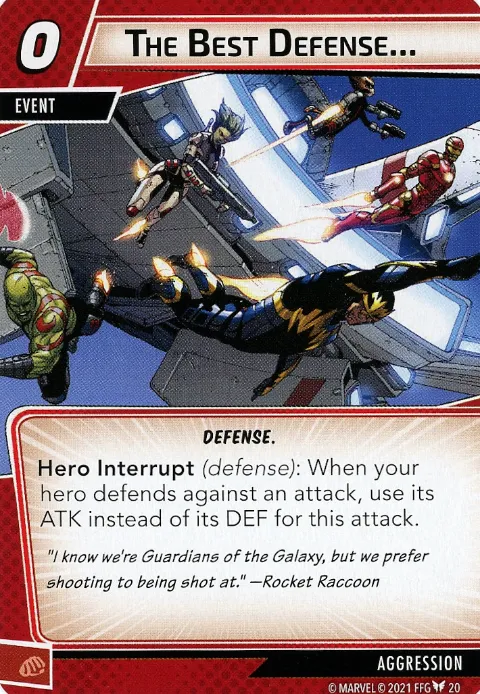 0
THE BEST DEFENSE...
EVENT
DEFENSE.
Hero Interrupt (defense): When your
hero defends against an attack, use its
ATK instead of its DEF for this attack.
"I know we're Guardians of the Galaxy, but we prefer
shooting to being shot at." —Rocket Raccoon
AGGRESSION
© MARVEL © 2021 FFG 20